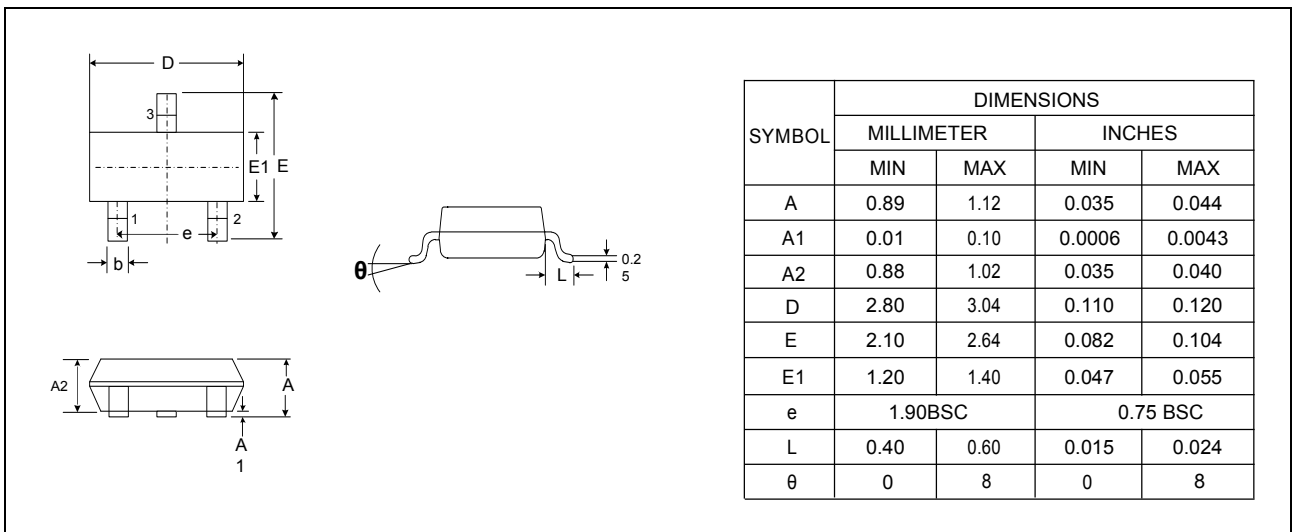 D
3
E1 E
1
2
e
b
θ
L
0.2
5
A2
A
A
1
DIMENSIONS
SYMBOL MILLIMETER INCHES
MIN MAX MIN MAX
A 0.89 1.12 0.035 0.044
A1 0.01 0.10 0.0006 0.0043
A2 0.88 1.02 0.035 0.040
D 2.80 3.04 0.110 0.120
E 2.10 2.64 0.082 0.104
E1 1.20 1.40 0.047 0.055
e 1.90BSC 0.75 BSC
L 0.40 0.60 0.015 0.024
θ 0 8 0 8